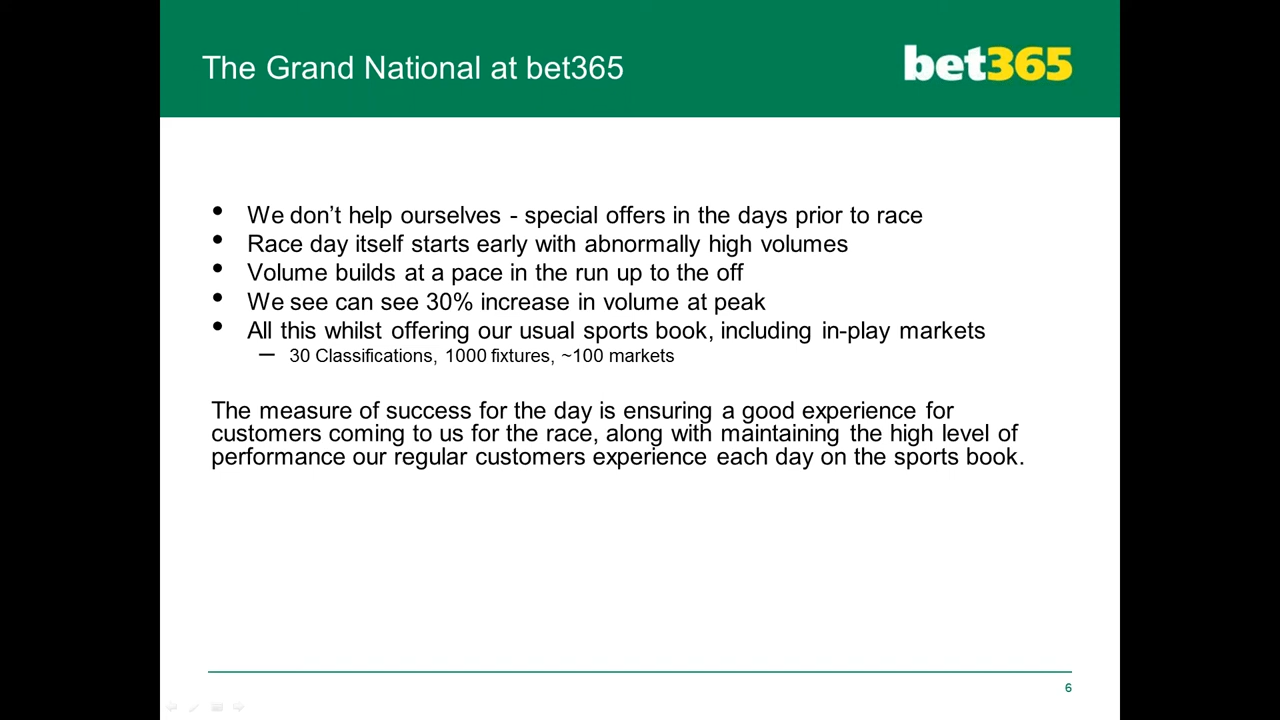 The Grand National at bet365
bet365
• We don’t help ourselves - special offers in the days prior to race
• Race day itself starts early with abnormally high volumes
• Volume builds at a pace in the run up to the off
• We see can see 30% increase in volume at peak
• All this whilst offering our usual sports book, including in-play markets
– 30 Classifications, 1000 fixtures, ~100 markets
The measure of success for the day is ensuring a good experience for
customers coming to us for the race, along with maintaining the high level of
performance our regular customers experience each day on the sports book.
6